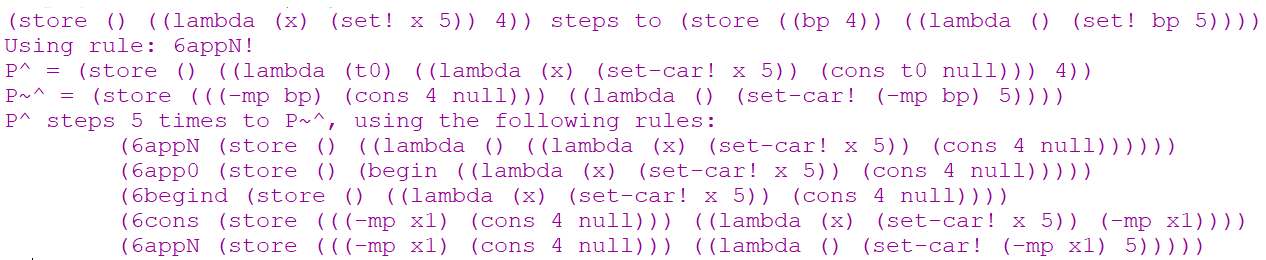 (store () ((lambda (x) (set! x 5)) 4)) steps to (store ((bp 4)) ((lambda () (set! bp 5))))
Using rule: 6appN!
P^ = (store () ((lambda (t0) ((lambda (x) (set-car! x 5)) (cons t0 null))) 4))
P~^ = (store (((-mp bp) (cons 4 null))) ((lambda () (set-car! (-mp bp) 5))))
P^ steps 5 times to P~^, using the following rules:
(6appN (store () ((lambda () ((lambda (x) (set-car! x 5)) (cons 4 null))))))
(6app0 (store () (begin ((lambda (x) (set-car! x 5)) (cons 4 null)))))
(6begind (store () ((lambda (x) (set-car! x 5)) (cons 4 null))))
(6cons (store (((-mp x1) (cons 4 null))) ((lambda (x) (set-car! x 5)) (-mp x1))))
(6appN (store (((-mp x1) (cons 4 null))) ((lambda () (set-car! (-mp x1) 5)))))